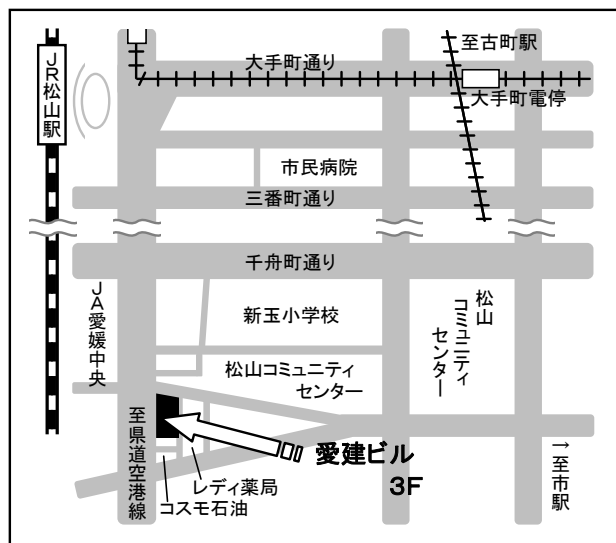 JR松山駅
大手町通り
至古町駅
大手町電停
市民病院
三番町通り
千舟町通り
JA愛媛中央
新玉小学校
松山
コミュニティ
センター
松山コミュニティ
センター
至県道空港線
愛建ビル
3F
レディ薬局
コスモ石油
→至市駅